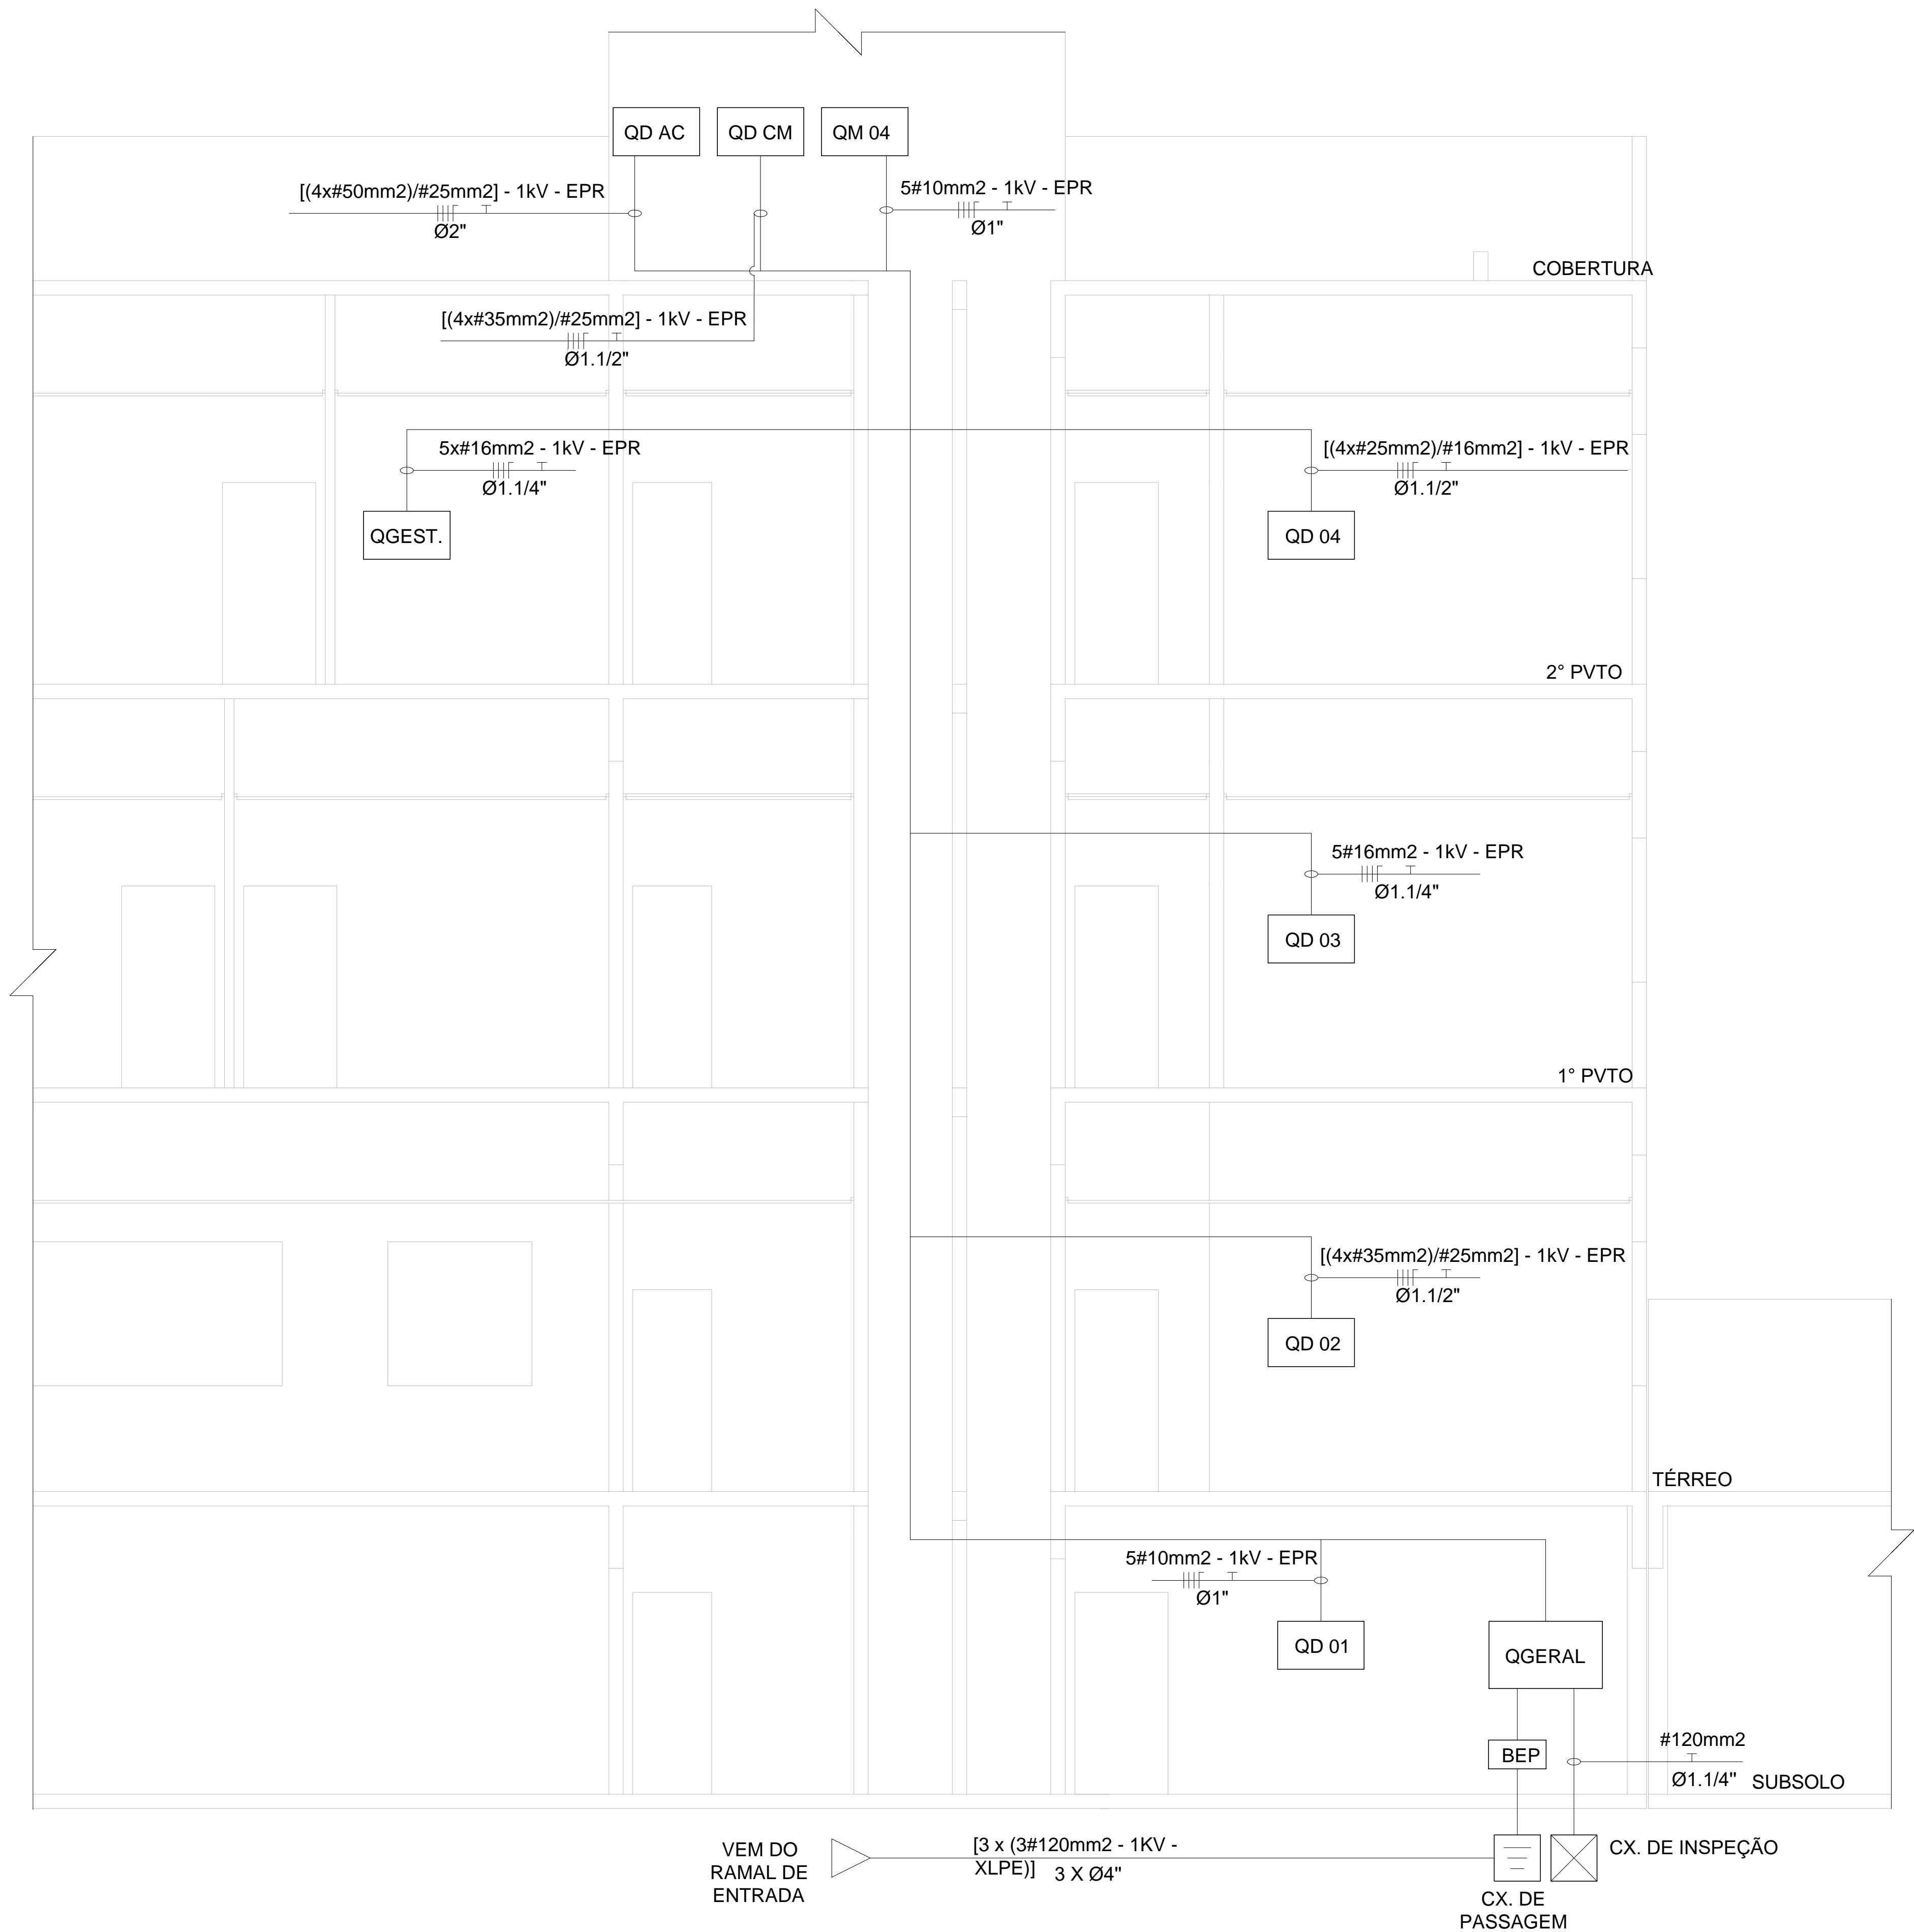 QD AC
QD CM
QM 04
[(4x#50mm2)/#25mm2] - 1kV - EPR
Ø2"
5#10mm2 - 1kV - EPR
Ø1"
COBERTURA
[(4x#35mm2)/#25mm2] - 1kV - EPR
Ø1.1/2"
5x#16mm2 - 1kV - EPR
Ø1.1/4"
[(4x#25mm2)/#16mm2] - 1kV - EPR
Ø1.1/2"
QGEST.
QD 04
2° PVTO
5#16mm2 - 1kV - EPR
Ø1.1/4"
QD 03
1° PVTO
[(4x#35mm2)/#25mm2] - 1kV - EPR
Ø1.1/2"
QD 02
TÉRREO
5#10mm2 - 1kV - EPR
Ø1"
QD 01
QGERAL
BEP
#120mm2
Ø1.1/4"
SUBSOLO
VEM DO
RAMAL DE
ENTRADA
[3 x (3#120mm2 - 1KV -
XLPE)]
3 X Ø4"
CX. DE INSPEÇÃO
CX. DE
PASSAGEM